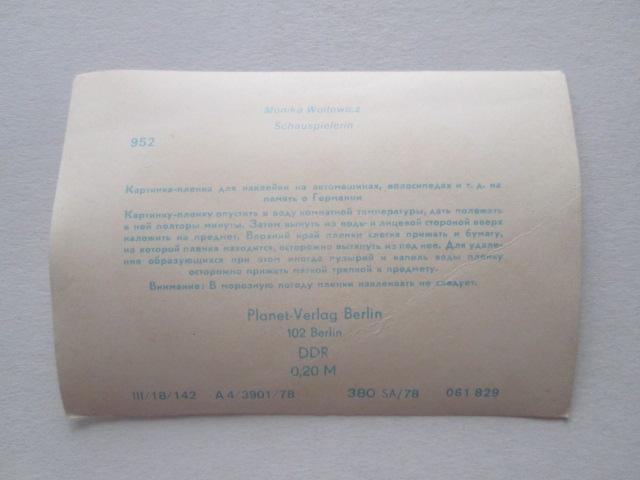 Monika Woitowicz
Schauspielerin
952
Картинка-пленка для наклейки на автомашинах, велосипедах и т. д. на
память о Германии
Картинку-пленку опустить в воду комнатной температуры, дать полежать
в ней полторы минуты. Затем вынуть из воды и лицевой стороной вверх
наложить на предмет. Верхний край пленки слегка прижать и бумагу,
на которой пленка находится, осторожно вытянуть из под нее. Для удале-
ния образующихся при этом иногда пузырей и капель воды пленку
осторожно прижать мягкой тряпкой к предмету.
Внимание: В морозную погоду пленки наклеивать не следует.
Planet-Verlag Berlin
102 Berlin
DDR
0,20 M
III/18/142 A 4/3901/78 380 SA/78 061 829